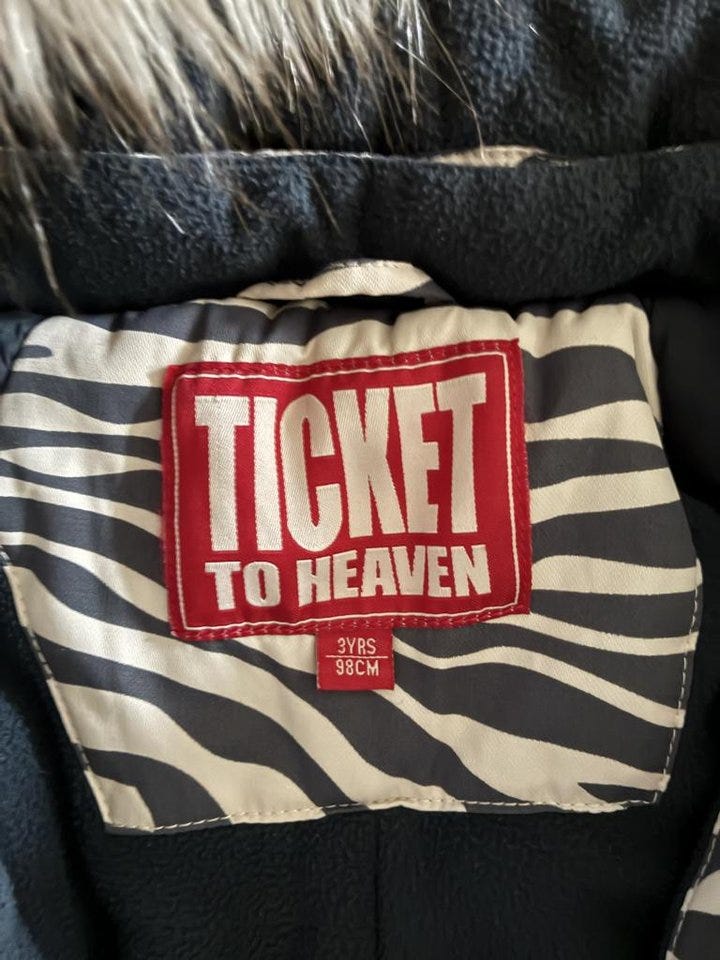 TICKET
TO HEAVEN
3YRS
98CM